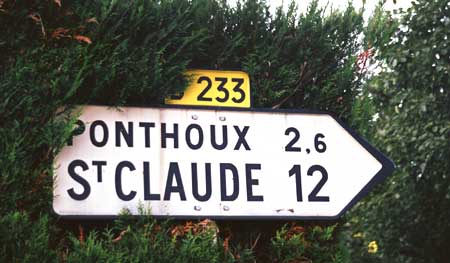 233
PONTHOUX 2,6
ST CLAUDE 12